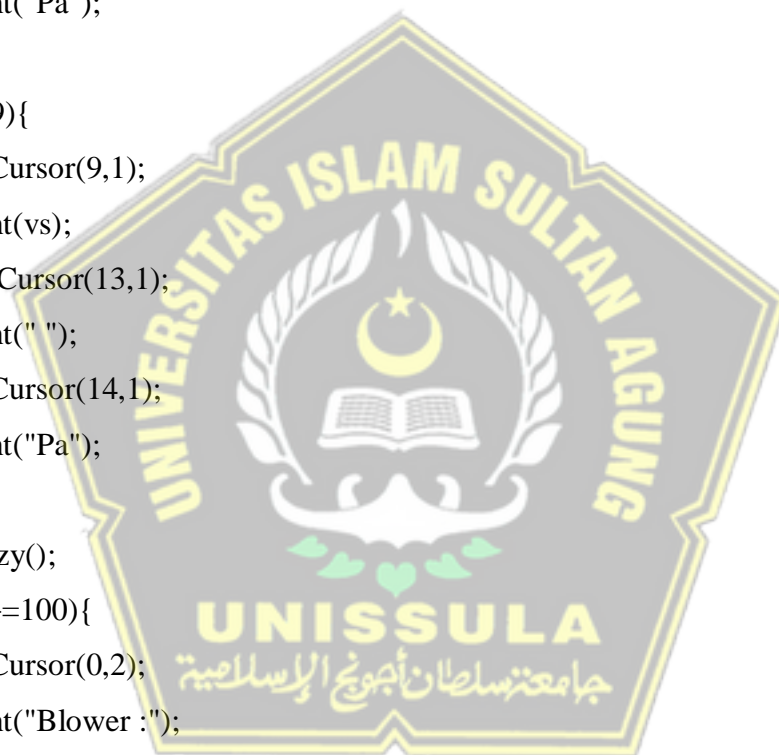 nt("Pa");
9){
Cursor(9,1);
nt(vs);
Cursor(13,1);
nt(" ");
Cursor(14,1);
nt("Pa");
zy();
=100){
Cursor(0,2);
nt("Blower :");
UNIVERSITAS ISLAM SULTAN AGUNG
UNISSULA
جامعة سلطان أجونج الإسلامية